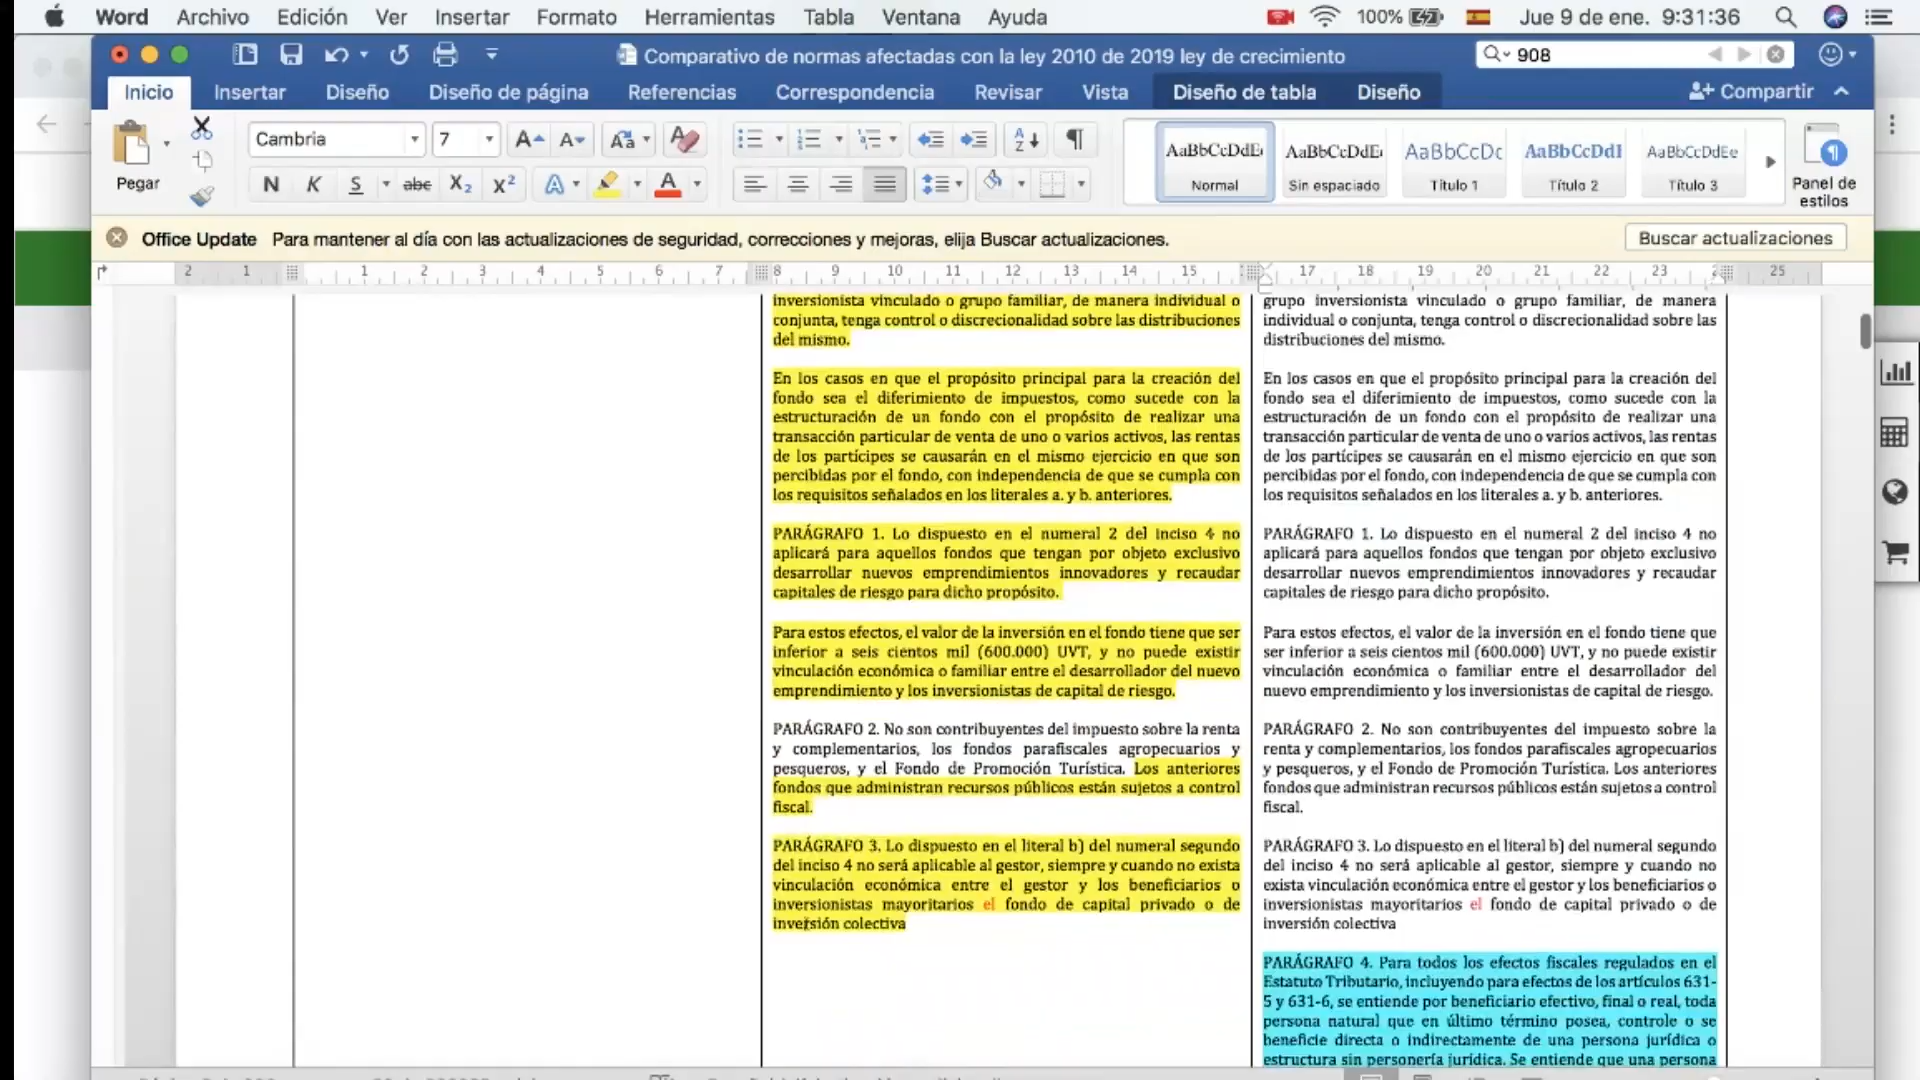 Word Archivo Edición Ver Insertar Formato Herramientas Tabla Ventana Ayuda 100% Jue 9 de ene. 9:31:36
Comparativo de normas afectadas con la ley 2010 de 2019 ley de crecimiento 908
Inicio Insertar Diseño Diseño de página Referencias Correspondencia Revisar Vista Diseño de tabla Diseño Compartir
Cambria 7
Pegar
N K S abc X₂ X²
AaBbCcDdE AaBbCcDdE AaBbCcDc AaBbCcDdI AaBbCcDdEe
Normal Sin espaciado Título 1 Título 2 Título 3
Panel de
estilos
Office Update Para mantener al día con las actualizaciones de seguridad, correcciones y mejoras, elija Buscar actualizaciones. Buscar actualizaciones
2 1 1 2 3 4 5 6 7 8 9 10 11 12 13 14 15 17 18 19 20 21 22 23 25
inversionista vinculado o grupo familiar, de manera individual o
conjunta, tenga control o discrecionalidad sobre las distribuciones
del mismo.
En los casos en que el propósito principal para la creación del
fondo sea el diferimiento de impuestos, como sucede con la
estructuración de un fondo con el propósito de realizar una
transacción particular de venta de uno o varios activos, las rentas
de los partícipes se causarán en el mismo ejercicio en que son
percibidas por el fondo, con independencia de que se cumpla con
los requisitos señalados en los literales a. y b. anteriores.
PARÁGRAFO 1. Lo dispuesto en el numeral 2 del inciso 4 no
aplicará para aquellos fondos que tengan por objeto exclusivo
desarrollar nuevos emprendimientos innovadores y recaudar
capitales de riesgo para dicho propósito.
Para estos efectos, el valor de la inversión en el fondo tiene que ser
inferior a seis cientos mil (600.000) UVT, y no puede existir
vinculación económica o familiar entre el desarrollador del nuevo
emprendimiento y los inversionistas de capital de riesgo.
PARÁGRAFO 2. No son contribuyentes del impuesto sobre la renta
y complementarios, los fondos parafiscales agropecuarios y
pesqueros, y el Fondo de Promoción Turística. Los anteriores
fondos que administran recursos públicos están sujetos a control
fiscal.
PARÁGRAFO 3. Lo dispuesto en el literal b) del numeral segundo
del inciso 4 no será aplicable al gestor, siempre y cuando no exista
vinculación económica entre el gestor y los beneficiarios o
inversionistas mayoritarios el fondo de capital privado o de
inversión colectiva
grupo inversionista vinculado o grupo familiar, de manera
individual o conjunta, tenga control o discrecionalidad sobre las
distribuciones del mismo.
En los casos en que el propósito principal para la creación del
fondo sea el diferimiento de impuestos, como sucede con la
estructuración de un fondo con el propósito de realizar una
transacción particular de venta de uno o varios activos, las rentas
de los partícipes se causarán en el mismo ejercicio en que son
percibidas por el fondo, con independencia de que se cumpla con
los requisitos señalados en los literales a. y b. anteriores.
PARÁGRAFO 1. Lo dispuesto en el numeral 2 del inciso 4 no
aplicará para aquellos fondos que tengan por objeto exclusivo
desarrollar nuevos emprendimientos innovadores y recaudar
capitales de riesgo para dicho propósito.
Para estos efectos, el valor de la inversión en el fondo tiene que
ser inferior a seis cientos mil (600.000) UVT, y no puede existir
vinculación económica o familiar entre el desarrollador del
nuevo emprendimiento y los inversionistas de capital de riesgo.
PARÁGRAFO 2. No son contribuyentes del impuesto sobre la
renta y complementarios, los fondos parafiscales agropecuarios
y pesqueros, y el Fondo de Promoción Turística. Los anteriores
fondos que administran recursos públicos están sujetos a control
fiscal.
PARÁGRAFO 3. Lo dispuesto en el literal b) del numeral segundo
del inciso 4 no será aplicable al gestor, siempre y cuando no
exista vinculación económica entre el gestor y los beneficiarios o
inversionistas mayoritarios el fondo de capital privado o de
inversión colectiva
PARÁGRAFO 4. Para todos los efectos fiscales regulados en el
Estatuto Tributario, incluyendo para efectos de los artículos 631-
5 y 631-6, se entiende por beneficiario efectivo, final o real, toda
persona natural que en último término posea, controle o se
beneficie directa o indirectamente de una persona jurídica o
estructura sin personería jurídica. Se entiende que una persona